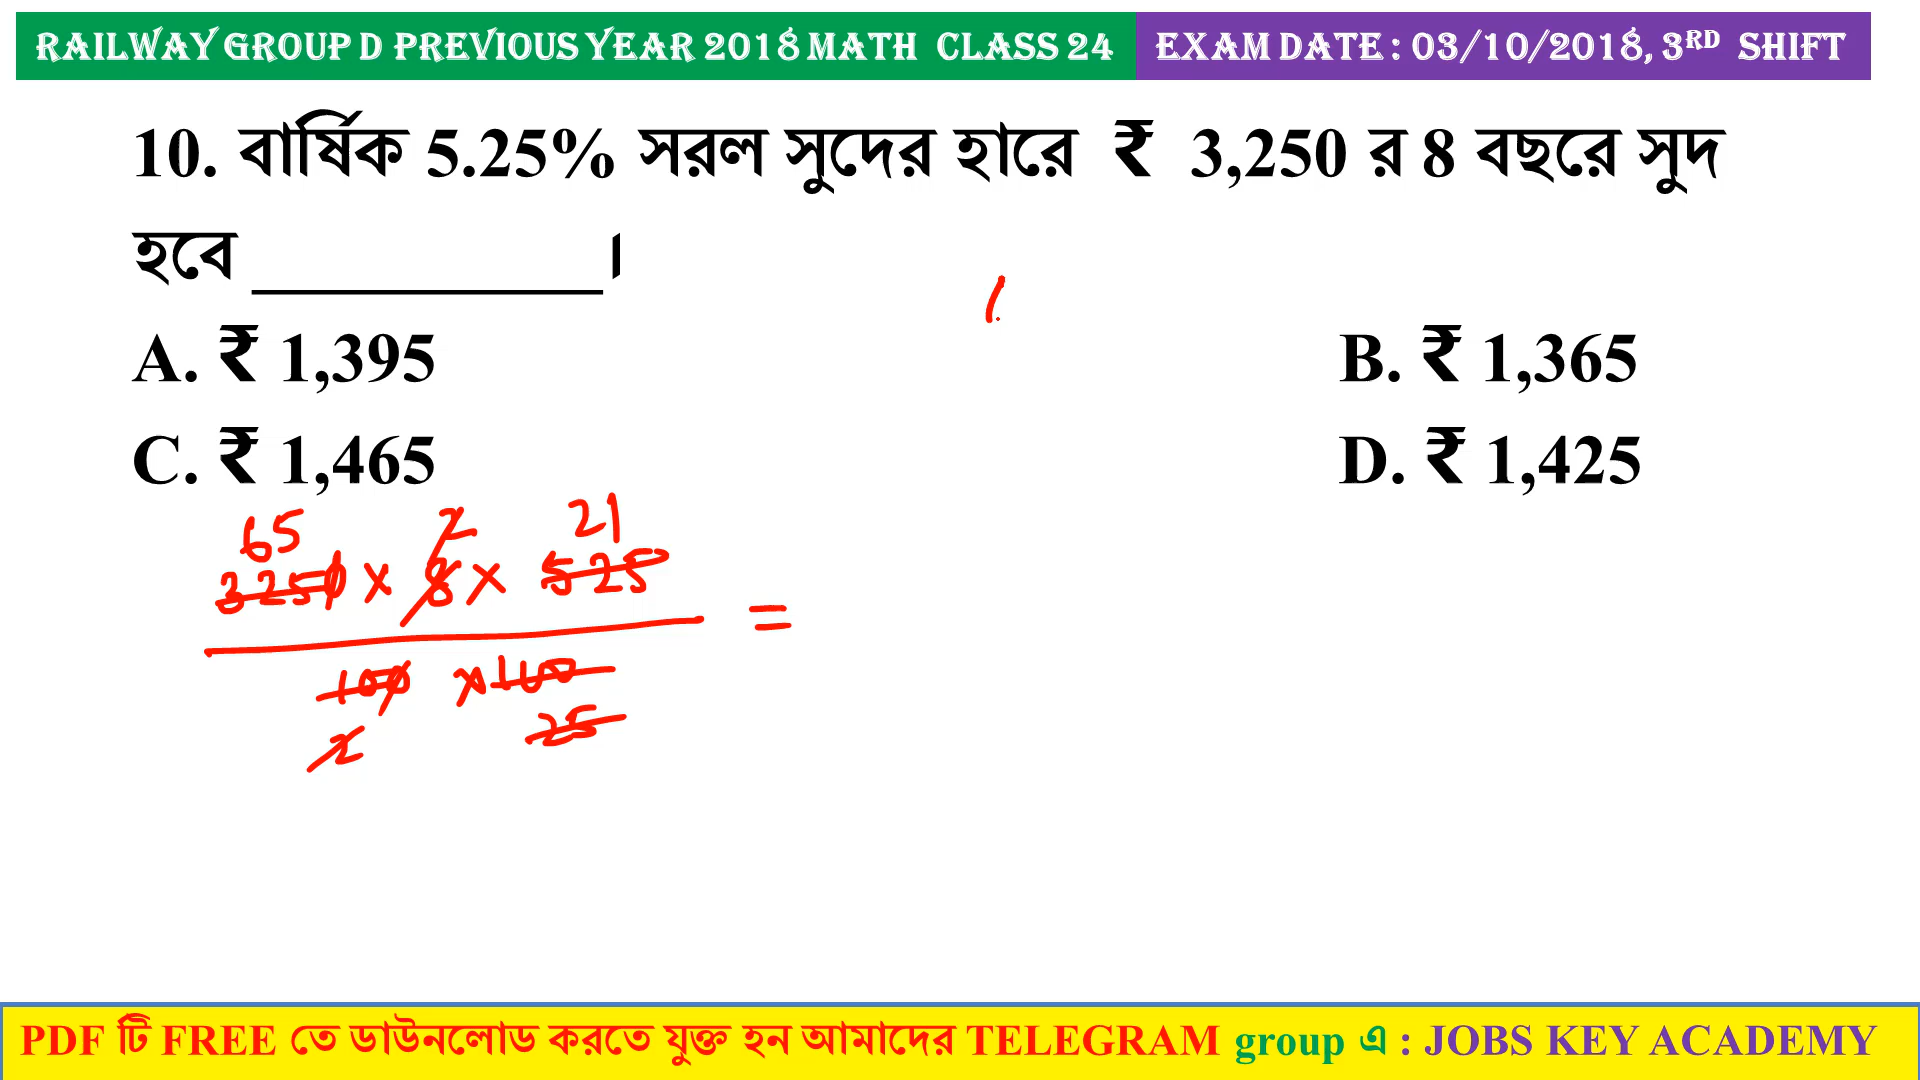 RAILWAY GROUP D PREVIOUS YEAR 2018 MATH CLASS 24 EXAM DATE : 03/10/2018, 3RD SHIFT
10. বার্ষিক 5.25% সরল সুদের হারে ₹ 3,250 র 8 বছরে সুদ
হবে ____________।
A. ₹ 1,395 B. ₹ 1,365
C. ₹ 1,465 D. ₹ 1,425
65 2 21
3250 x 8 x 525 =
100 x 100
2 25
PDF টি FREE তে ডাউনলোড করতে যুক্ত হন আমাদের TELEGRAM group এ : JOBS KEY ACADEMY